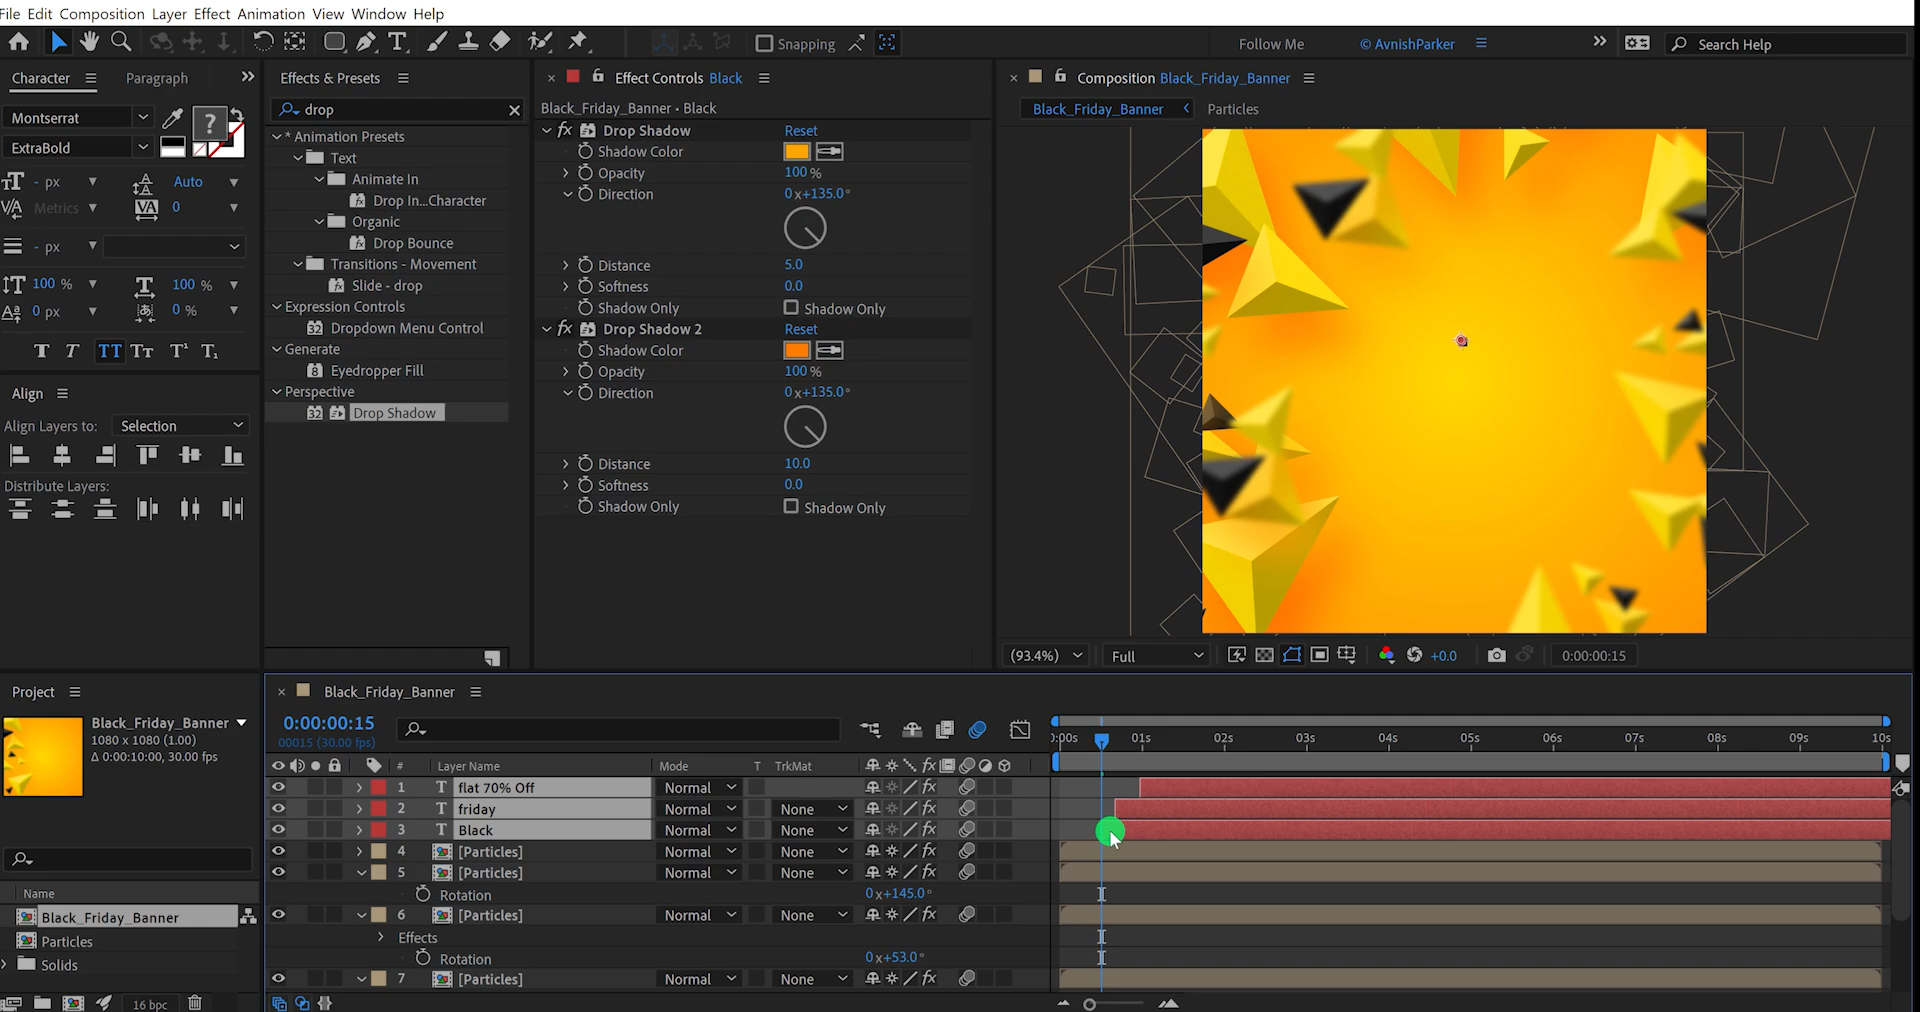 File Edit Composition Layer Effect Animation View Window Help
Snapping
Follow Me
© AvnishParker
Search Help
Character
Paragraph
Montserrat
ExtraBold
- px
Auto
Metrics
0
- px
100 %
100 %
0 px
0 %
Align
Align Layers to:
Selection
Distribute Layers:
Effects & Presets
drop
* Animation Presets
Text
Animate In
Drop In...Character
Organic
Drop Bounce
Transitions - Movement
Slide - drop
Expression Controls
Dropdown Menu Control
Generate
Eyedropper Fill
Perspective
Drop Shadow
Effect Controls Black
Black_Friday_Banner • Black
Drop Shadow
Reset
Shadow Color
Opacity
100 %
Direction
0 x+135.0 °
Distance
5.0
Softness
0.0
Shadow Only
Shadow Only
Drop Shadow 2
Reset
Shadow Color
Opacity
100 %
Direction
0 x+135.0 °
Distance
10.0
Softness
0.0
Shadow Only
Shadow Only
Composition Black_Friday_Banner
Black_Friday_Banner
Particles
(93.4%)
Full
+0.0
0:00:00:15
Project
Black_Friday_Banner
1080 x 1080 (1.00)
Δ 0:00:10:00, 30.00 fps
Name
Black_Friday_Banner
Particles
Solids
16 bpc
Black_Friday_Banner
0:00:00:15
00015 (30.00 fps)
0:00s 01s 02s 03s 04s 05s 06s 07s 08s 09s 10s
# Layer Name Mode T TrkMat
1 T flat 70% Off Normal
2 T friday Normal None
3 T Black Normal None
4 [Particles] Normal None
5 [Particles] Normal None
Rotation 0 x+145.0 °
6 [Particles] Normal None
Effects
Rotation 0 x+53.0 °
7 [Particles] Normal None